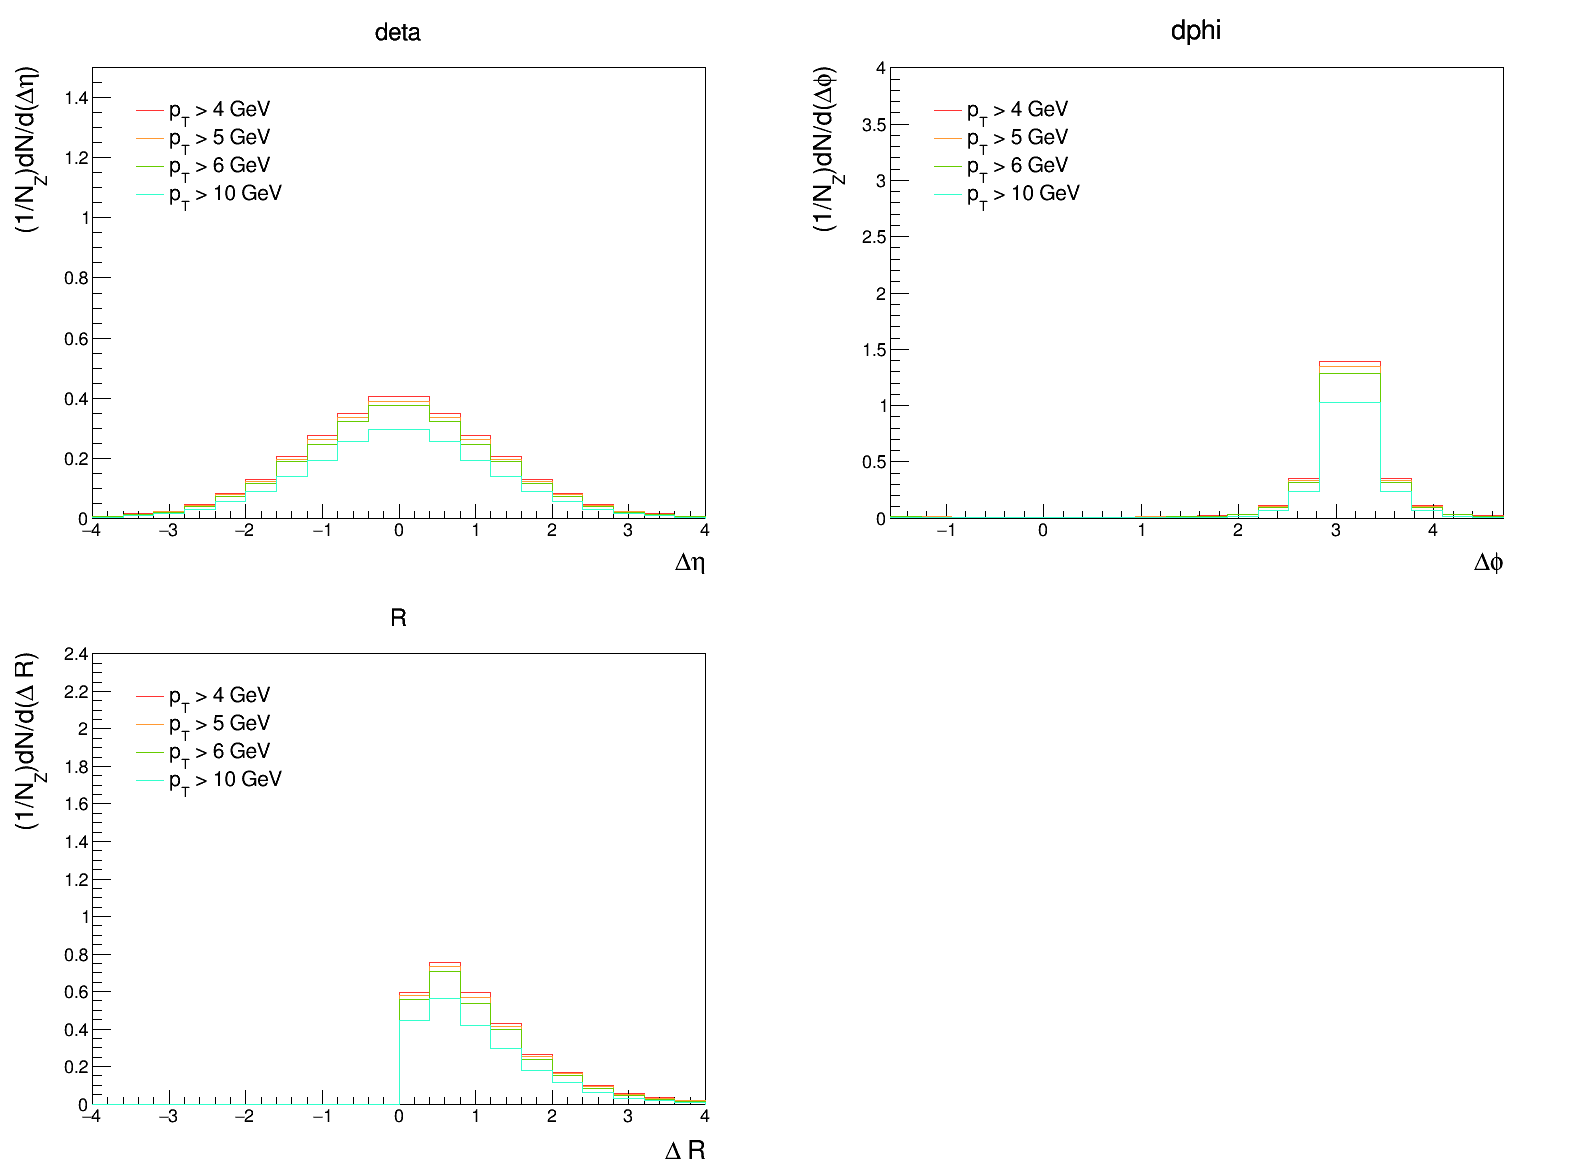 deta
(1/N_Z)dN/d(Δη)
1.4
1.2
1
0.8
0.6
0.4
0.2
0
p_T > 4 GeV
p_T > 5 GeV
p_T > 6 GeV
p_T > 10 GeV
−4 −3 −2 −1 0 1 2 3 4
Δη
dphi
(1/N_Z)dN/d(Δϕ)
4
3.5
3
2.5
2
1.5
1
0.5
0
p_T > 4 GeV
p_T > 5 GeV
p_T > 6 GeV
p_T > 10 GeV
−1 0 1 2 3 4
Δϕ
R
(1/N_Z)dN/d(Δ R)
2.4
2.2
2
1.8
1.6
1.4
1.2
1
0.8
0.6
0.4
0.2
0
p_T > 4 GeV
p_T > 5 GeV
p_T > 6 GeV
p_T > 10 GeV
−4 −3 −2 −1 0 1 2 3 4
Δ R